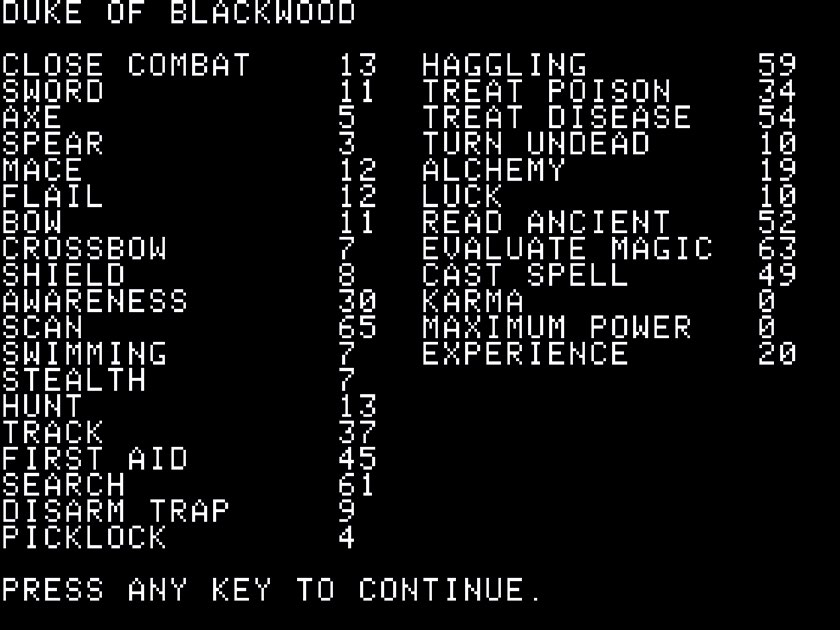 DUKE OF BLACKWOOD
CLOSE COMBAT 13 HAGGLING 59
SWORD 11 TREAT POISON 34
AXE 5 TREAT DISEASE 54
SPEAR 3 TURN UNDEAD 10
MACE 12 ALCHEMY 19
FLAIL 12 LUCK 10
BOW 11 READ ANCIENT 52
CROSSBOW 7 EVALUATE MAGIC 63
SHIELD 8 CAST SPELL 49
AWARENESS 30 KARMA 0
SCAN 65 MAXIMUM POWER 0
SWIMMING 7 EXPERIENCE 20
STEALTH 7
HUNT 13
TRACK 37
FIRST AID 45
SEARCH 61
DISARM TRAP 9
PICKLOCK 4
PRESS ANY KEY TO CONTINUE.